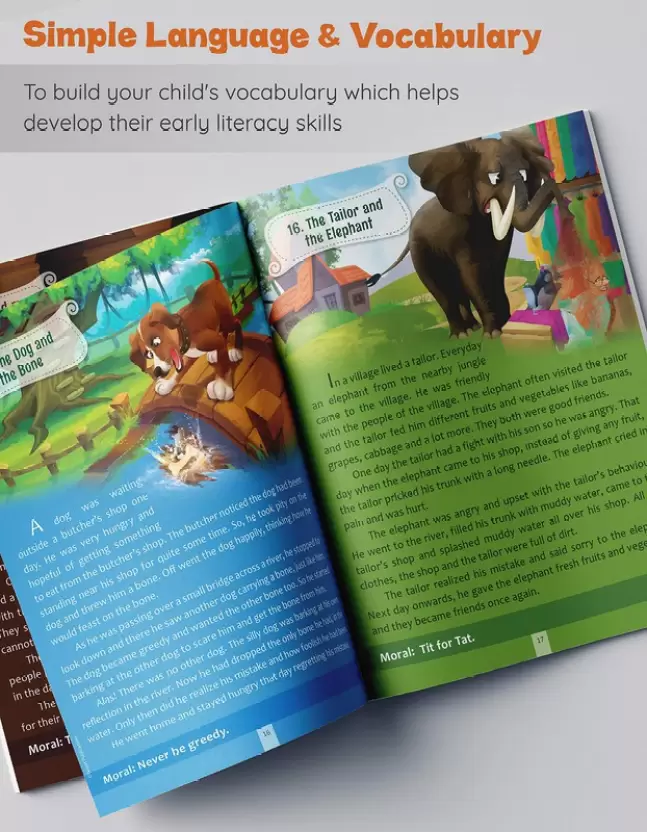 Simple Language & Vocabulary
To build your child's vocabulary which helps
develop their early literacy skills
Dog and
the Bone
A dog was waiting
outside a butcher's shop one
day. He was very hungry and
hopeful of getting something
to eat from the butcher's shop. The butcher noticed the dog had been
standing near his shop for quite some time. So, he took pity on the
dog and threw him a bone. Off went the dog happily, thinking how he
would feast on the bone.
As he was passing over a small bridge across a river, he stopped to
look down and there he saw another dog carrying a bone, just like him.
The dog became greedy and wanted the other bone too. So he started
barking at the other dog to scare him and get the bone from him.
Alas! There was no other dog. The silly dog was barking at his own
reflection in the river. Now he had dropped the only bone he had, in the
water. Only then did he realize his mistake and how foolish he had been.
He went home and stayed hungry that day regretting his mistake.
Moral: Never be greedy.
16
16. The Tailor and
the Elephant
In a village lived a tailor. Everyday
an elephant from the nearby jungle
came to the village. He was friendly
with the people of the village. The elephant often visited the tailor
and the tailor fed him different fruits and vegetables like bananas,
grapes, cabbage and a lot more. They both were good friends.
One day the tailor had a fight with his son so he was angry. That
day when the elephant came to his shop, instead of giving any fruit,
the tailor pricked his trunk with a long needle. The elephant cried in
pain and was hurt.
The elephant was angry and upset with the tailor's behaviou
He went to the river, filled his trunk with muddy water, came to
tailor's shop and splashed muddy water all over his shop. All
clothes, the shop and the tailor were full of dirt.
The tailor realized his mistake and said sorry to the elep
Next day onwards, he gave the elephant fresh fruits and vege
and they became friends once again.
Moral: Tit for Tat.
17
cannot
people
in the da
for their
Moral: T